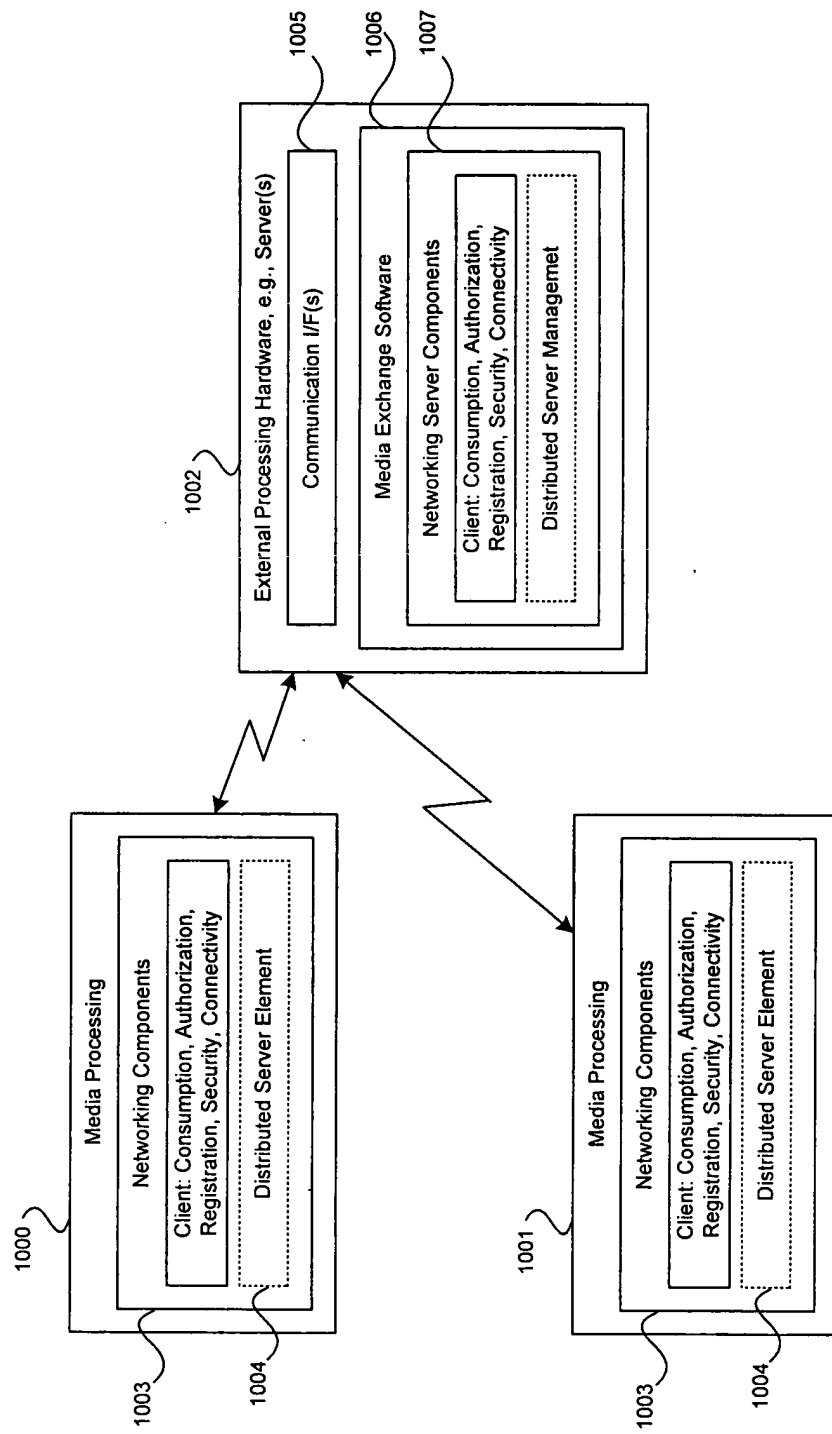 1000
Media Processing
Networking Components
Client: Consumption, Authorization,
Registration, Security, Connectivity
Distributed Server Element
1003
1004
1002
External Processing Hardware, e.g., Server(s)
Communication I/F(s)
Media Exchange Software
Networking Server Components
Client: Consumption, Authorization,
Registration, Security, Connectivity
Distributed Server Managemet
1005
1006
1007
1001
Media Processing
Networking Components
Client: Consumption, Authorization,
Registration, Security, Connectivity
Distributed Server Element
1003
1004